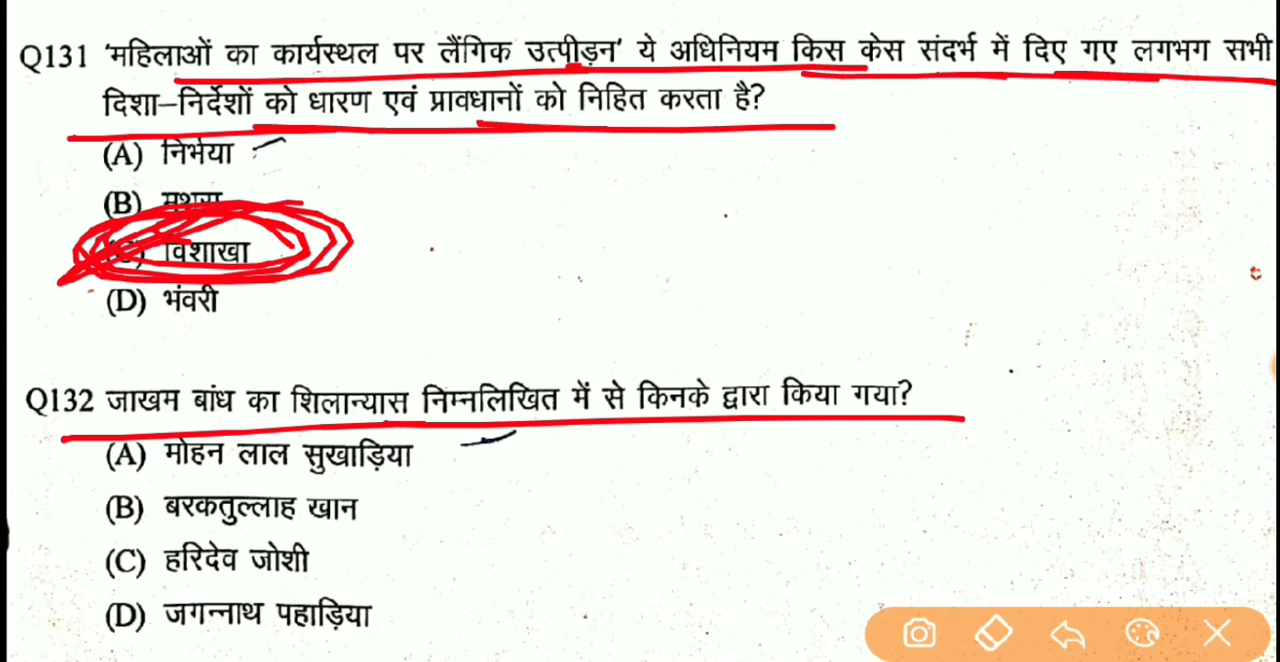 Q131 'महिलाओं का कार्यस्थल पर लैंगिक उत्पीड़न' ये अधिनियम किस केस संदर्भ में दिए गए लगभग सभी
दिशा-निर्देशों को धारण एवं प्रावधानों को निहित करता है?
(A) निर्भया
(B) मथुरा
(C) विशाखा
(D) भंवरी
Q132 जाखम बांध का शिलान्यास निम्नलिखित में से किनके द्वारा किया गया?
(A) मोहन लाल सुखाड़िया
(B) बरकतुल्लाह खान
(C) हरिदेव जोशी
(D) जगन्नाथ पहाड़िया